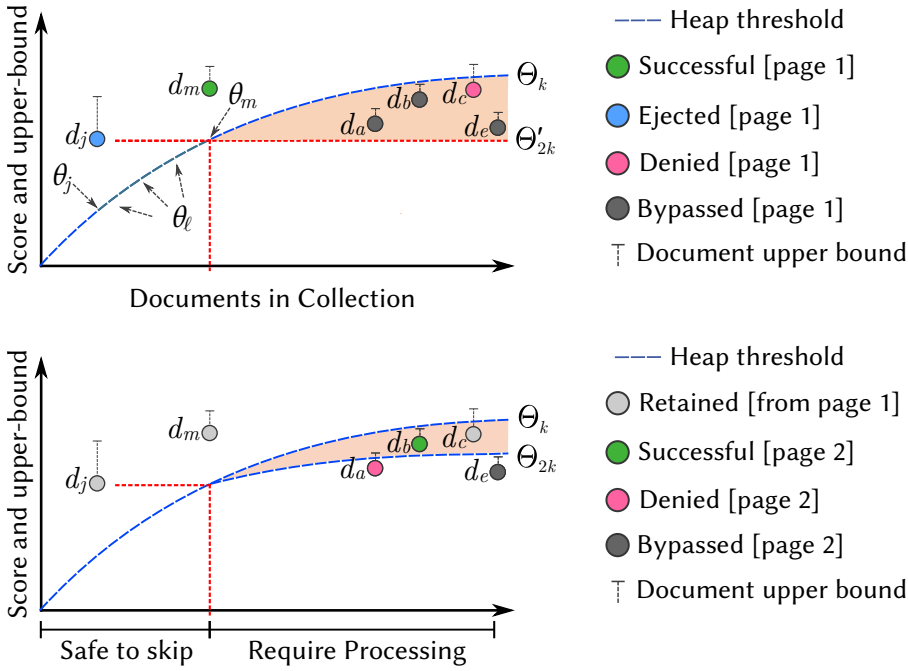 Score and upper-bound
d_j
d_m
θ_m
θ_j
θ_ℓ
d_a
d_b
d_c
d_e
Θ_k
Θ′_{2k}
Documents in Collection
Heap threshold
Successful [page 1]
Ejected [page 1]
Denied [page 1]
Bypassed [page 1]
Document upper bound
Score and upper-bound
d_j
d_m
d_a
d_b
d_c
d_e
Θ_k
Θ_{2k}
Safe to skip
Require Processing
Heap threshold
Retained [from page 1]
Successful [page 2]
Denied [page 2]
Bypassed [page 2]
Document upper bound